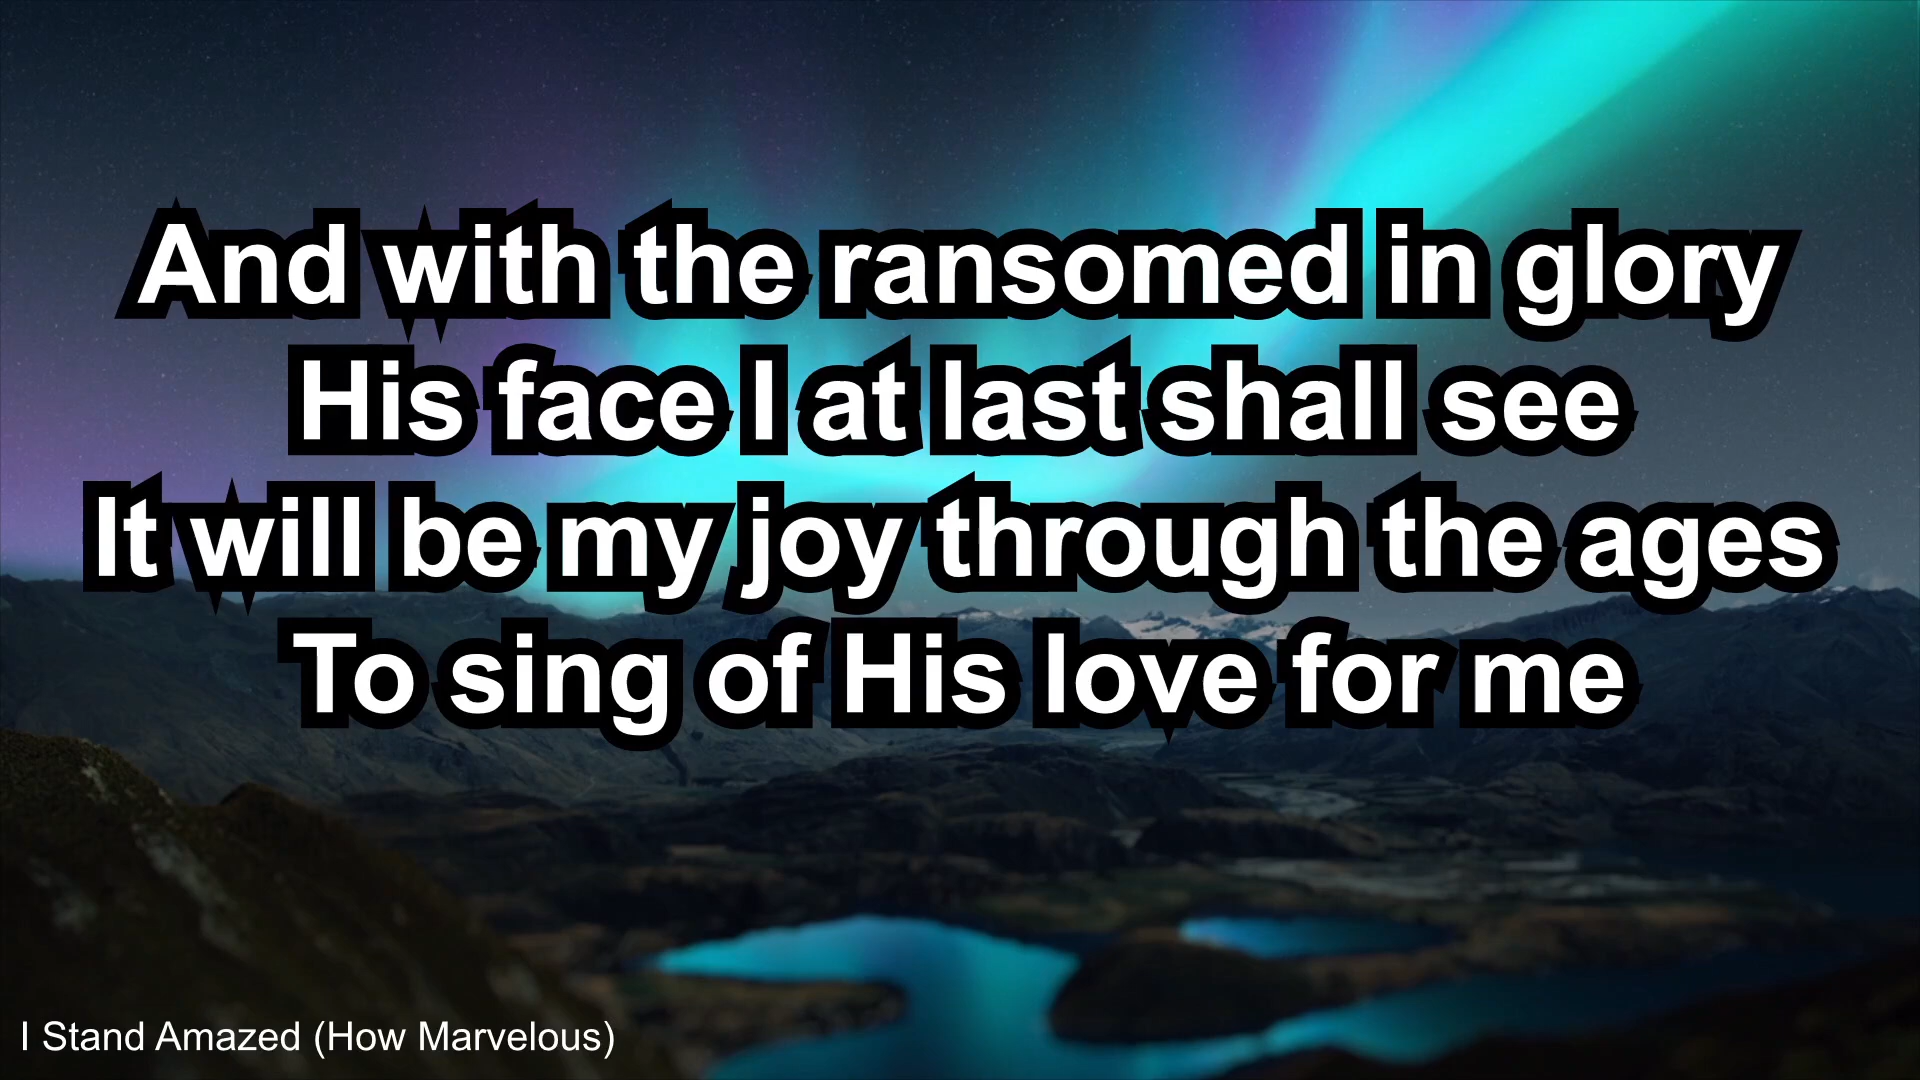 And with the ransomed in glory
His face I at last shall see
It will be my joy through the ages
To sing of His love for me
I Stand Amazed (How Marvelous)